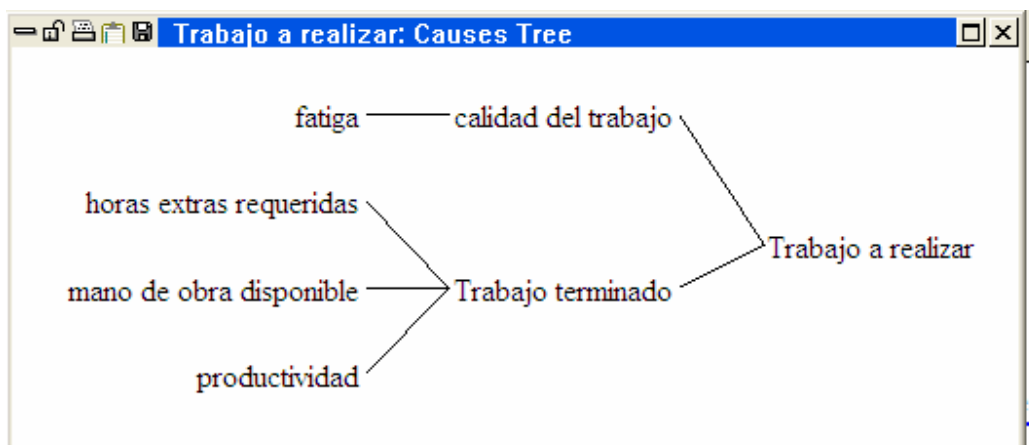 Trabajo a realizar: Causes Tree
fatiga
calidad del trabajo
horas extras requeridas
Trabajo a realizar
mano de obra disponible
Trabajo terminado
productividad